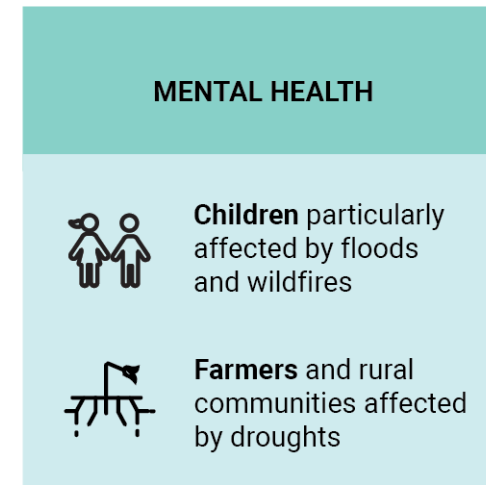 MENTAL HEALTH
Children particularly
affected by floods
and wildfires
Farmers and rural
communities affected
by droughts